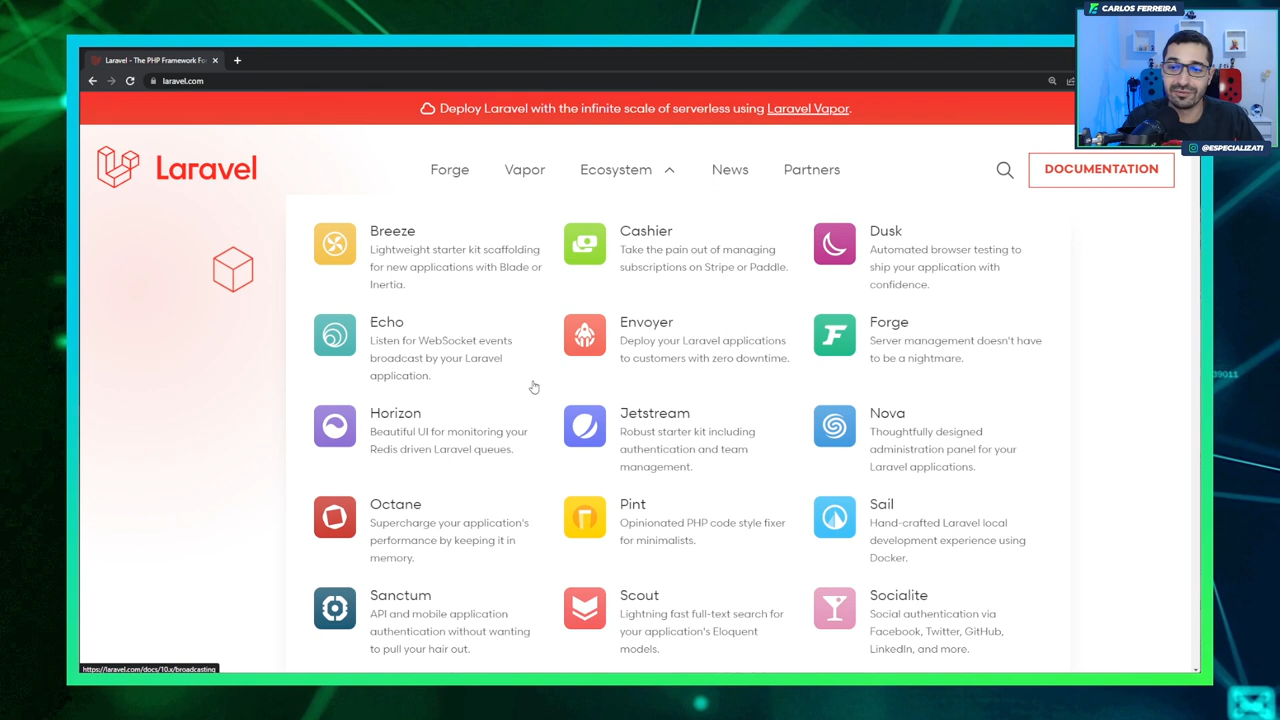 CARLOS FERREIRA
@ESPECIALIZATI
Laravel - The PHP Framework Fo
laravel.com
Deploy Laravel with the infinite scale of serverless using Laravel Vapor.
Laravel
Forge
Vapor
Ecosystem
News
Partners
DOCUMENTATION
Breeze
Lightweight starter kit scaffolding
for new applications with Blade or
Inertia.
Cashier
Take the pain out of managing
subscriptions on Stripe or Paddle.
Dusk
Automated browser testing to
ship your application with
confidence.
Echo
Listen for WebSocket events
broadcast by your Laravel
application.
Envoyer
Deploy your Laravel applications
to customers with zero downtime.
Forge
Server management doesn't have
to be a nightmare.
39011
Horizon
Beautiful UI for monitoring your
Redis driven Laravel queues.
Jetstream
Robust starter kit including
authentication and team
management.
Nova
Thoughtfully designed
administration panel for your
Laravel applications.
Octane
Supercharge your application's
performance by keeping it in
memory.
Pint
Opinionated PHP code style fixer
for minimalists.
Sail
Hand-crafted Laravel local
development experience using
Docker.
Sanctum
API and mobile application
authentication without wanting
to pull your hair out.
Scout
Lightning fast full-text search for
your application's Eloquent
models.
Socialite
Social authentication via
Facebook, Twitter, GitHub,
LinkedIn, and more.
https://laravel.com/docs/10.x/broadcasting